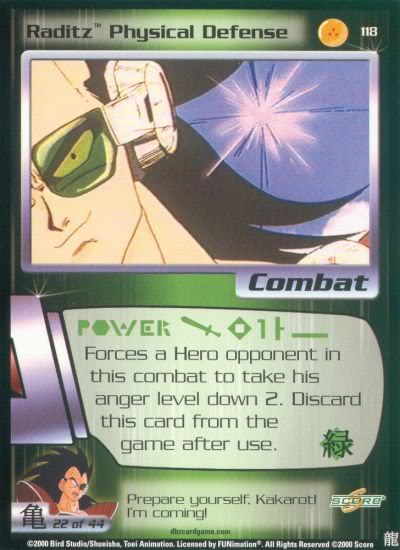 Raditz™ Physical Defense
118
Combat
POWER
Forces a Hero opponent in
this combat to take his
anger level down 2. Discard
this card from the
game after use.
緑
亀 22 of 44
Prepare yourself, Kakarot!
I'm coming!
SCORE
dbzcardgame.com
©2000 Bird Studio/Shueisha, Toei Animation. Licensed by FUNimation®. All Rights Reserved ©2000 Score
龍